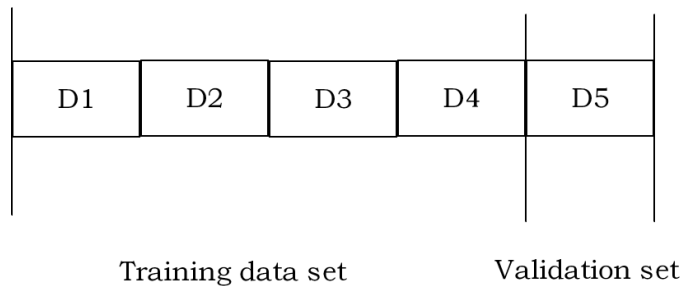 D1 D2 D3 D4 D5
Training data set Validation set